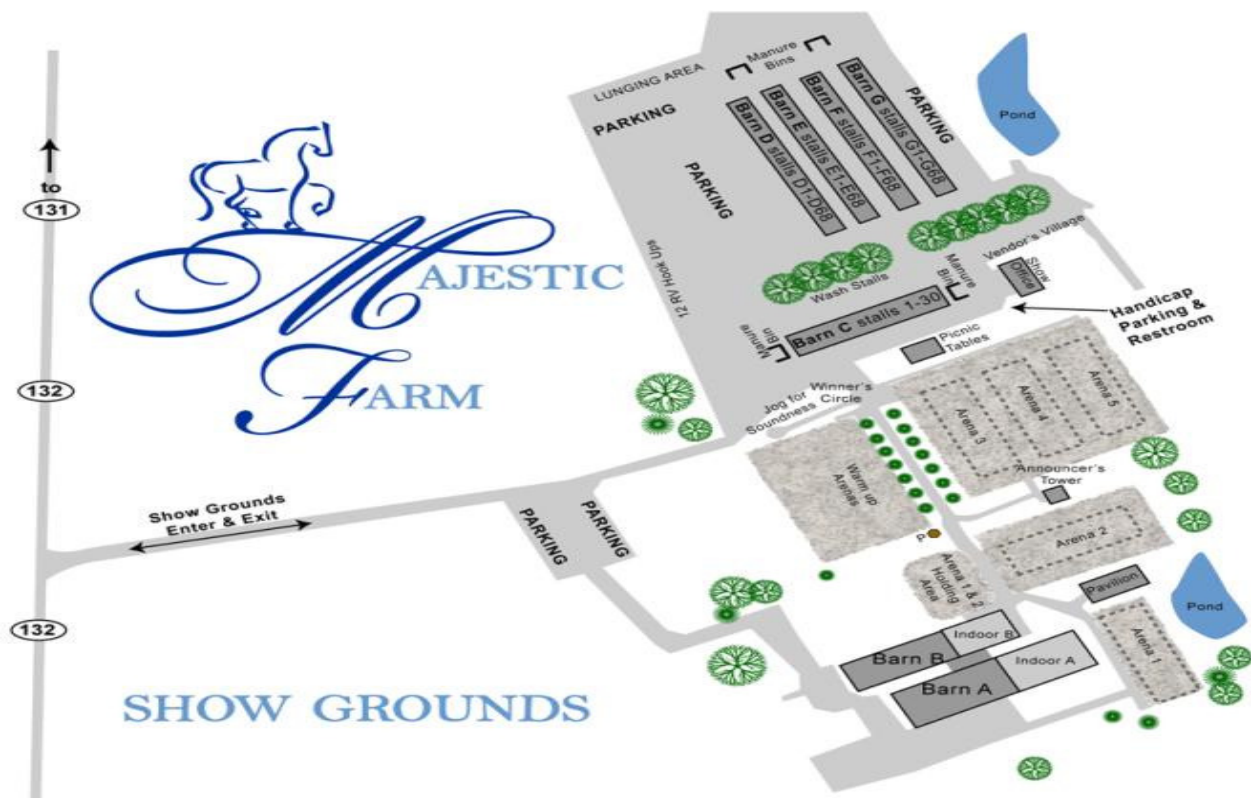 LUNGING AREA
Manure
Bins
PARKING
PARKING
PARKING
Barn D stalls D1-D68
Barn E stalls E1-E68
Barn F stalls F1-F68
Barn G stalls G1-G68
Pond
to
131
MAJESTIC
FARM
12 RV Hook Ups
Wash Stalls
Vendor's Village
Manure
Bin
Show
Office
Barn C stalls 1-30
Manure
Bin
Handicap
Parking &
Restroom
Picnic
Tables
132
Jog for
Soundness
Winner's
Circle
Arena 3
Arena 4
Arena 5
Warm up
Arenas
Announcer's
Tower
Show Grounds
Enter & Exit
PARKING
PARKING
P
Arena 2
Arena 1 & 2
Holding
Area
Pavilion
Pond
132
Indoor B
Barn B
Indoor A
Barn A
Arena 1
SHOW GROUNDS